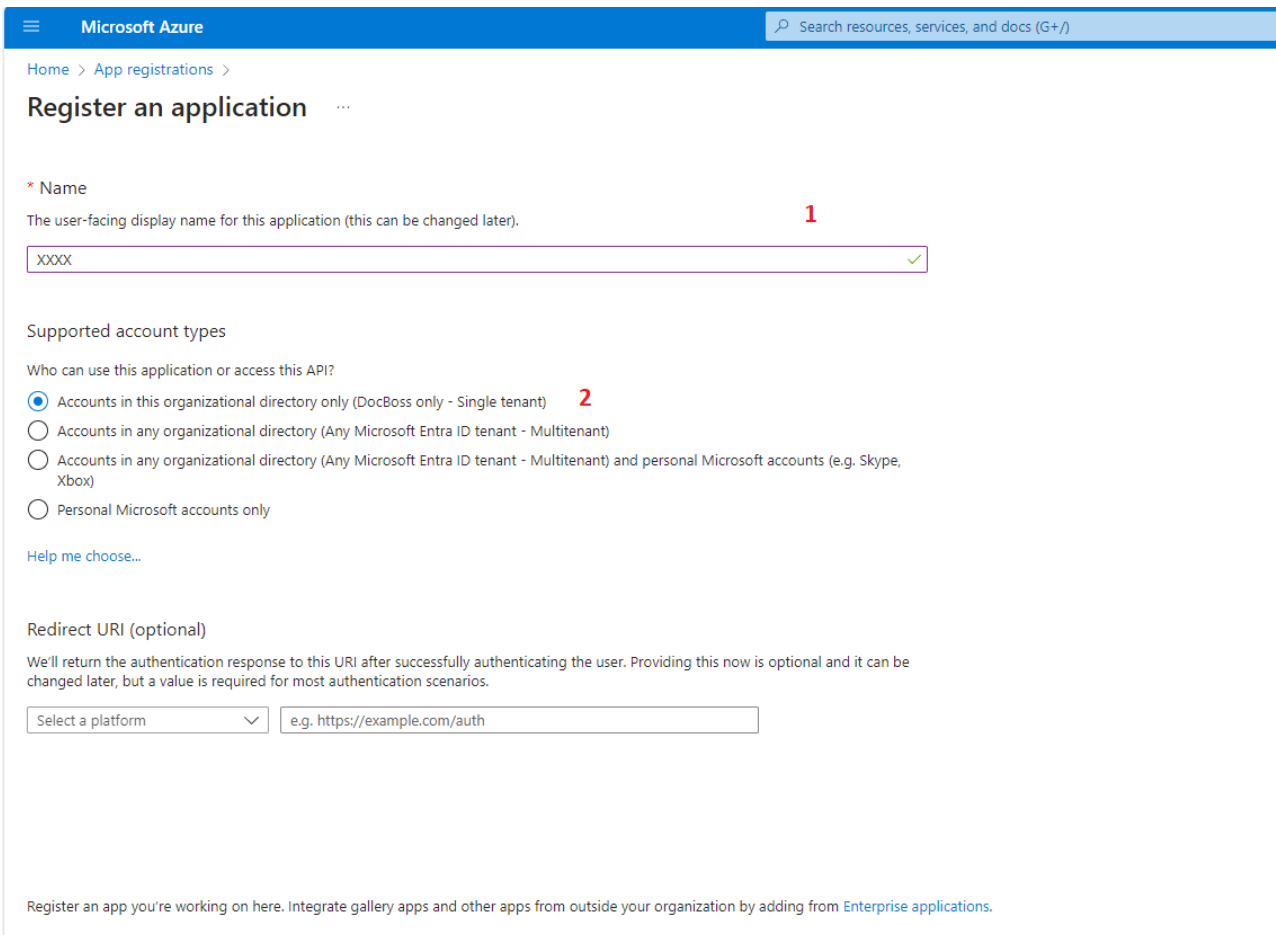 Microsoft Azure
Search resources, services, and docs (G+/)
Home > App registrations >
Register an application ...
* Name
The user-facing display name for this application (this can be changed later).
1
XXXX
Supported account types
Who can use this application or access this API?
Accounts in this organizational directory only (DocBoss only - Single tenant)
2
Accounts in any organizational directory (Any Microsoft Entra ID tenant - Multitenant)
Accounts in any organizational directory (Any Microsoft Entra ID tenant - Multitenant) and personal Microsoft accounts (e.g. Skype,
Xbox)
Personal Microsoft accounts only
Help me choose...
Redirect URI (optional)
We'll return the authentication response to this URI after successfully authenticating the user. Providing this now is optional and it can be
changed later, but a value is required for most authentication scenarios.
Select a platform
e.g. https://example.com/auth
Register an app you're working on here. Integrate gallery apps and other apps from outside your organization by adding from Enterprise applications.